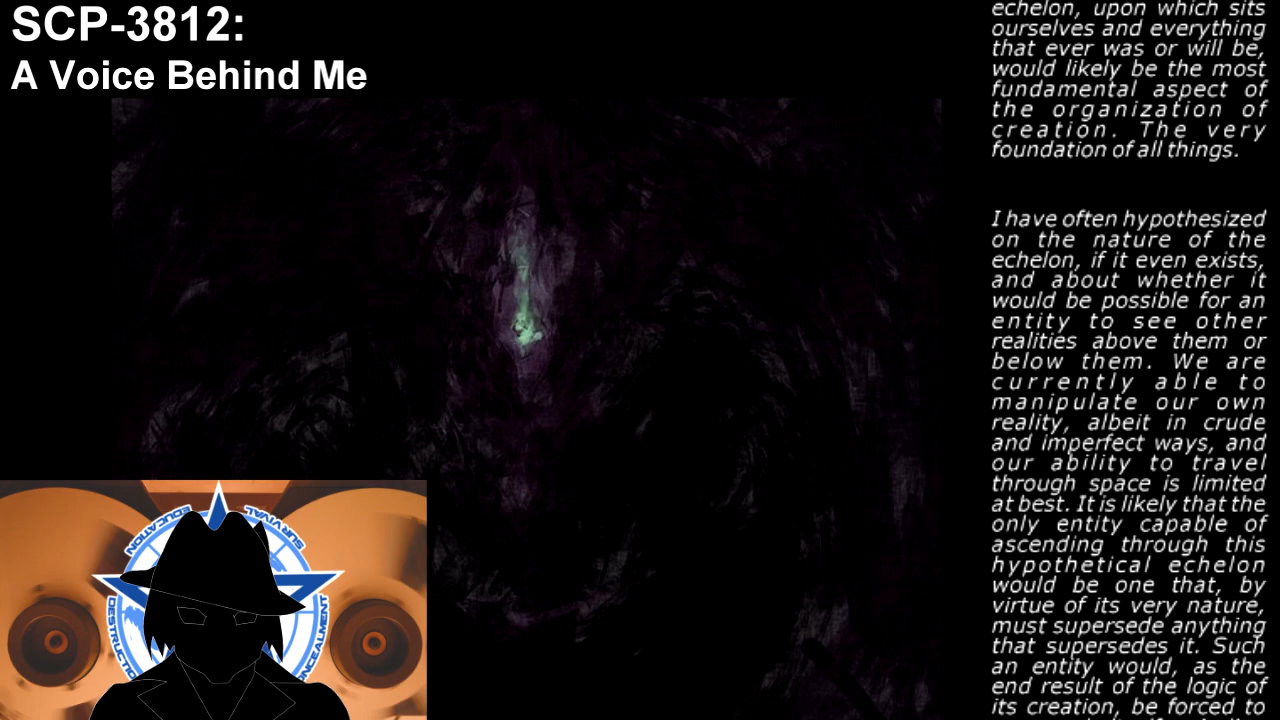 SCP-3812:
A Voice Behind Me
echelon, upon which sits
ourselves and everything
that ever was or will be,
would likely be the most
fundamental aspect of
the organization of
creation. The very
foundation of all things.
I have often hypothesized
on the nature of the
echelon, if it even exists,
and about whether it
would be possible for an
entity to see other
realities above them or
below them. We are
currently able to
manipulate our own
reality, albeit in crude
and imperfect ways, and
our ability to travel
through space is limited
at best. It is likely that the
only entity capable of
ascending through this
hypothetical echelon
would be one that, by
virtue of its very nature,
must supersede anything
that supersedes it. Such
an entity would, as the
end result of the logic of
its creation, be forced to
EDUCATION
SURVIVAL